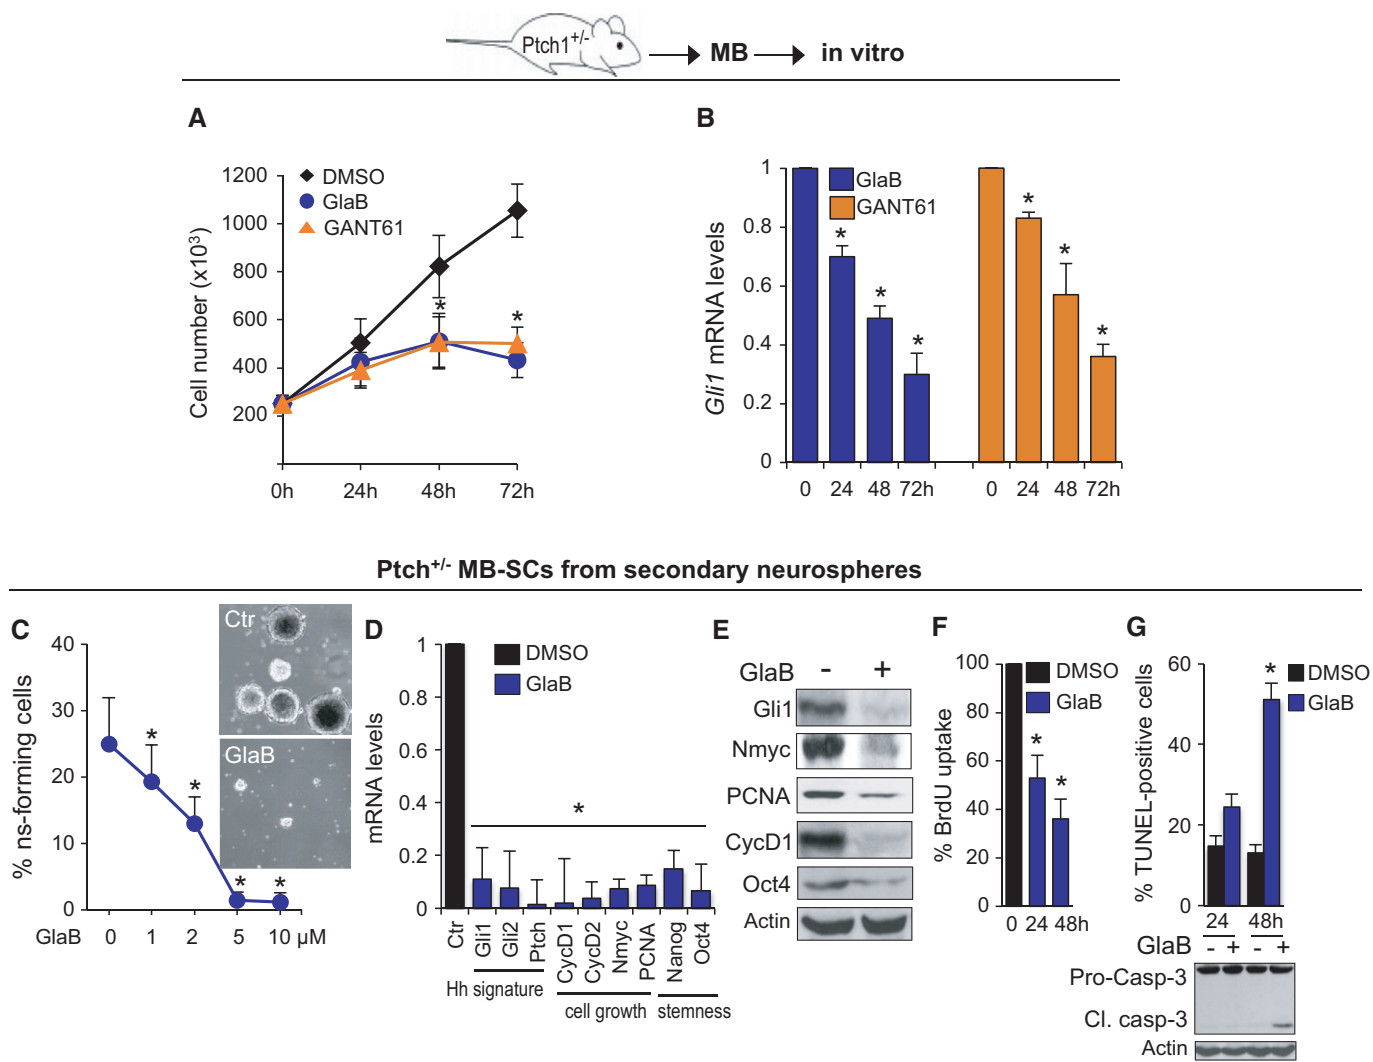 Ptch1+/- MB in vitro
A
1200
1000
800
600
400
200
Cell number (x10³)
DMSO
GlaB
GANT61
*
*
0h 24h 48h 72h
B
1
0.8
0.6
0.4
0.2
0
Gli1 mRNA levels
GlaB
GANT61
* * *
* * *
0 24 48 72h
0 24 48 72h
Ptch+/- MB-SCs from secondary neurospheres
C
40
30
20
10
0
% ns-forming cells
Ctr
GlaB
* * * *
GlaB 0 1 2 5 10 µM
D
1
0.8
0.6
0.4
0.2
0
mRNA levels
DMSO
GlaB
*
Ctr
Gli1
Gli2
Ptch
CycD1
CycD2
Nmyc
PCNA
Nanog
Oct4
Hh signature
cell growth
stemness
E
GlaB - +
Gli1
Nmyc
PCNA
CycD1
Oct4
Actin
F
100
80
60
40
20
0
% BrdU uptake
DMSO
GlaB
* *
0 24 48h
G
60
40
20
0
% TUNEL-positive cells
DMSO
GlaB
*
24 48h
GlaB - + - +
Pro-Casp-3
Cl. casp-3
Actin